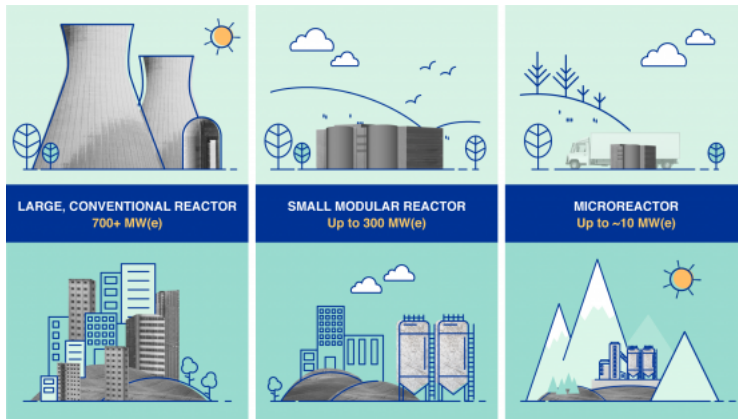 LARGE, CONVENTIONAL REACTOR
700+ MW(e)
SMALL MODULAR REACTOR
Up to 300 MW(e)
MICROREACTOR
Up to ~10 MW(e)